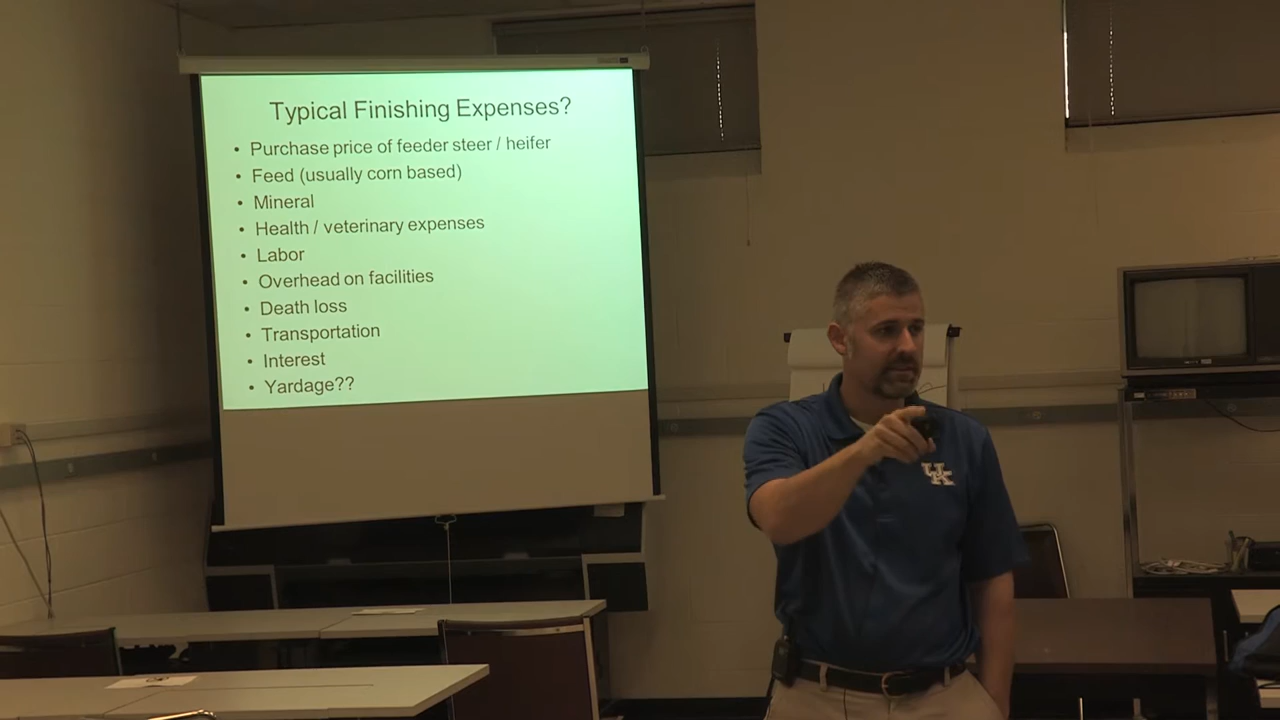 Typical Finishing Expenses?
• Purchase price of feeder steer / heifer
• Feed (usually corn based)
• Mineral
• Health / veterinary expenses
• Labor
• Overhead on facilities
• Death loss
• Transportation
• Interest
• Yardage??
UK